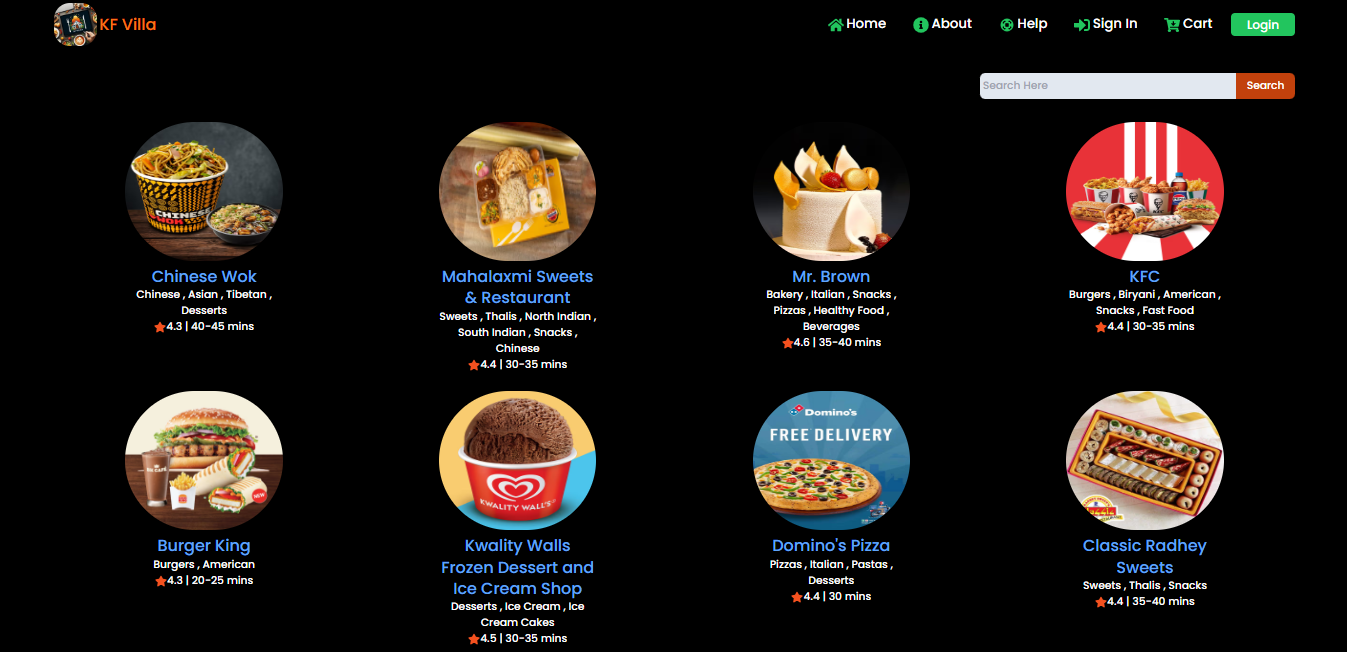 KF Villa
Home
About
Help
Sign In
Cart
Login
Search Here
Search
CHINESE
WOK
Chinese Wok
Chinese , Asian , Tibetan ,
Desserts
4.3 | 40-45 mins
Mahalaxmi Sweets
& Restaurant
Sweets , Thalis , North Indian ,
South Indian , Snacks ,
Chinese
4.4 | 30-35 mins
Mr. Brown
Bakery , Italian , Snacks ,
Pizzas , Healthy Food ,
Beverages
4.6 | 35-40 mins
KFC
Burgers , Biryani , American ,
Snacks , Fast Food
4.4 | 30-35 mins
NEW
Burger King
Burgers , American
4.3 | 20-25 mins
KWALITY WALL'S
Kwality Walls
Frozen Dessert and
Ice Cream Shop
Desserts , Ice Cream , Ice
Cream Cakes
4.5 | 30-35 mins
Domino's
FREE DELIVERY
Domino's Pizza
Pizzas , Italian , Pastas ,
Desserts
4.4 | 30 mins
Classic Radhey
Sweets
Sweets , Thalis , Snacks
4.4 | 35-40 mins